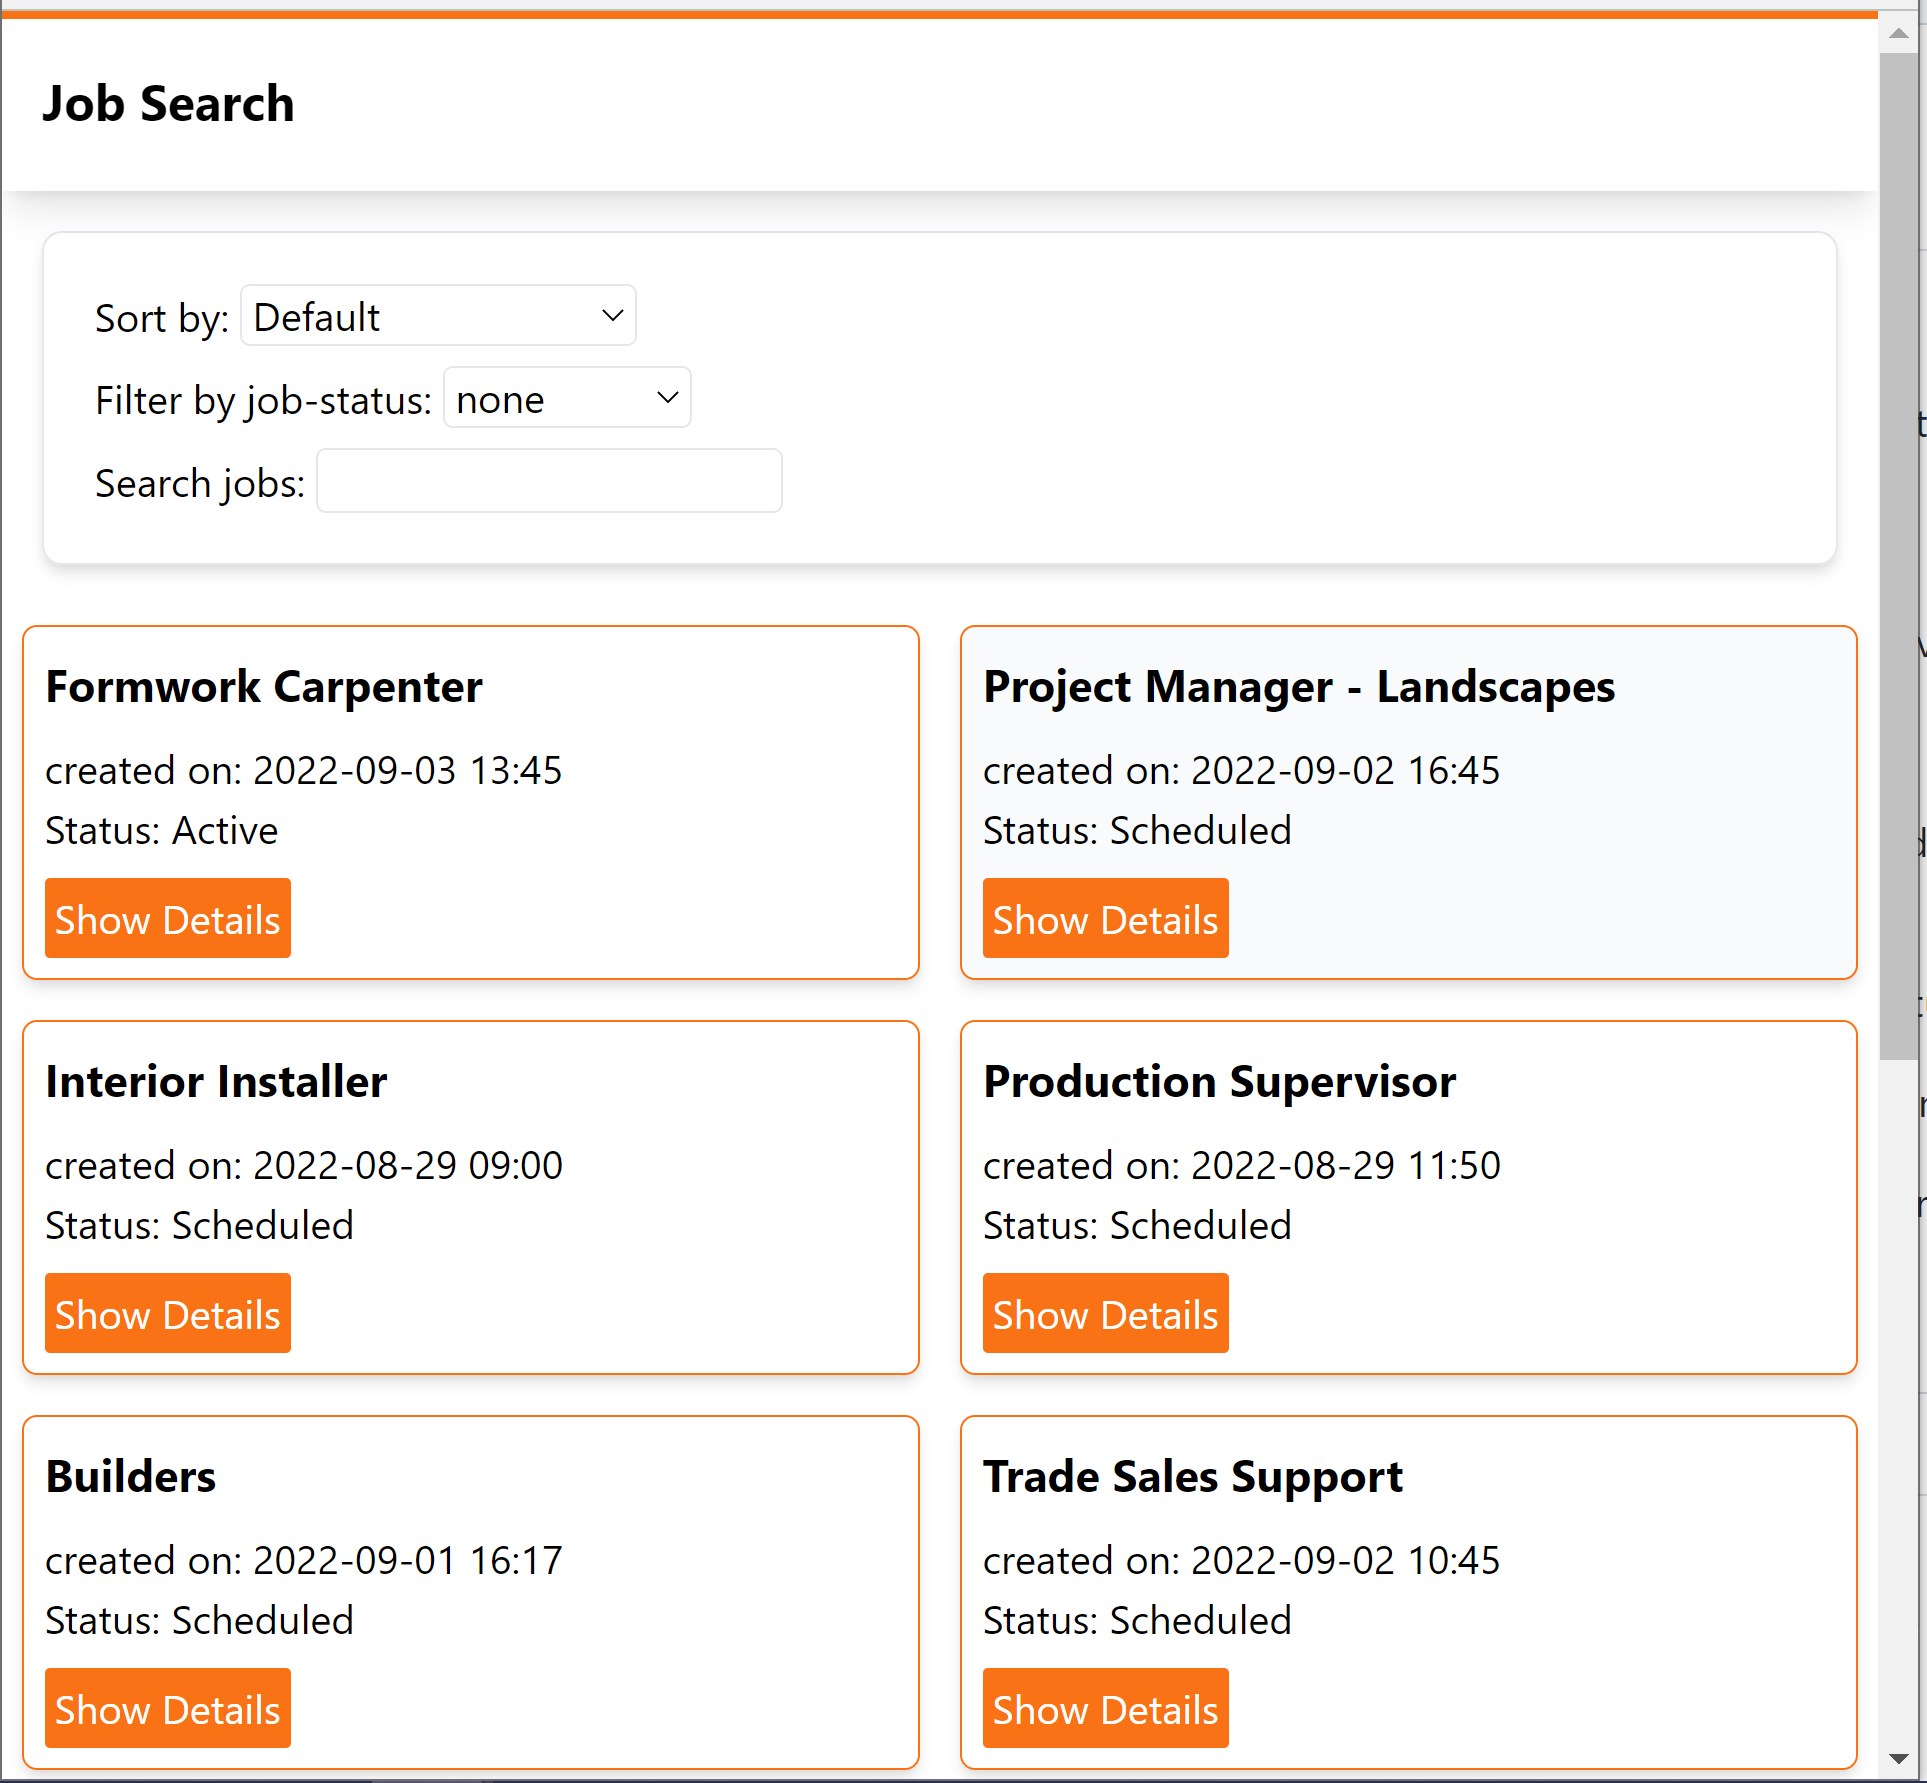 Job Search
Sort by: Default
Filter by job-status: none
Search jobs:
Formwork Carpenter
created on: 2022-09-03 13:45
Status: Active
Show Details
Project Manager - Landscapes
created on: 2022-09-02 16:45
Status: Scheduled
Show Details
Interior Installer
created on: 2022-08-29 09:00
Status: Scheduled
Show Details
Production Supervisor
created on: 2022-08-29 11:50
Status: Scheduled
Show Details
Builders
created on: 2022-09-01 16:17
Status: Scheduled
Show Details
Trade Sales Support
created on: 2022-09-02 10:45
Status: Scheduled
Show Details